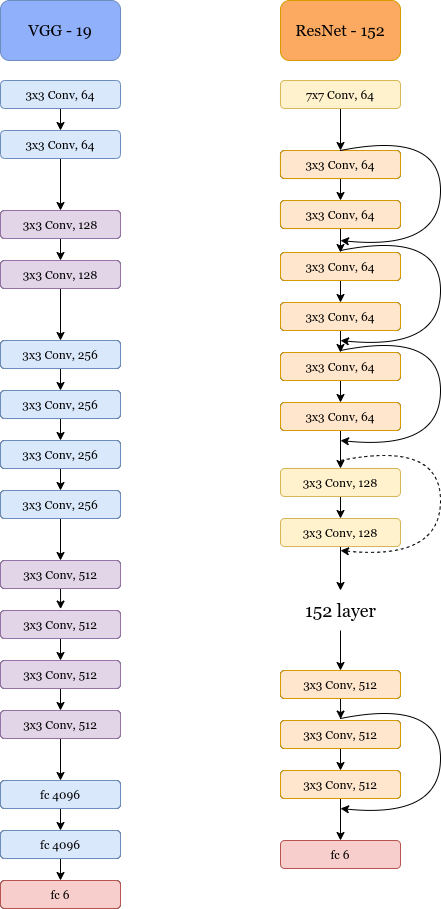 VGG - 19
3x3 Conv, 64
3x3 Conv, 64
3x3 Conv, 128
3x3 Conv, 128
3x3 Conv, 256
3x3 Conv, 256
3x3 Conv, 256
3x3 Conv, 256
3x3 Conv, 512
3x3 Conv, 512
3x3 Conv, 512
3x3 Conv, 512
fc 4096
fc 4096
fc 6
ResNet - 152
7x7 Conv, 64
3x3 Conv, 64
3x3 Conv, 64
3x3 Conv, 64
3x3 Conv, 64
3x3 Conv, 64
3x3 Conv, 64
3x3 Conv, 128
3x3 Conv, 128
152 layer
3x3 Conv, 512
3x3 Conv, 512
3x3 Conv, 512
fc 6